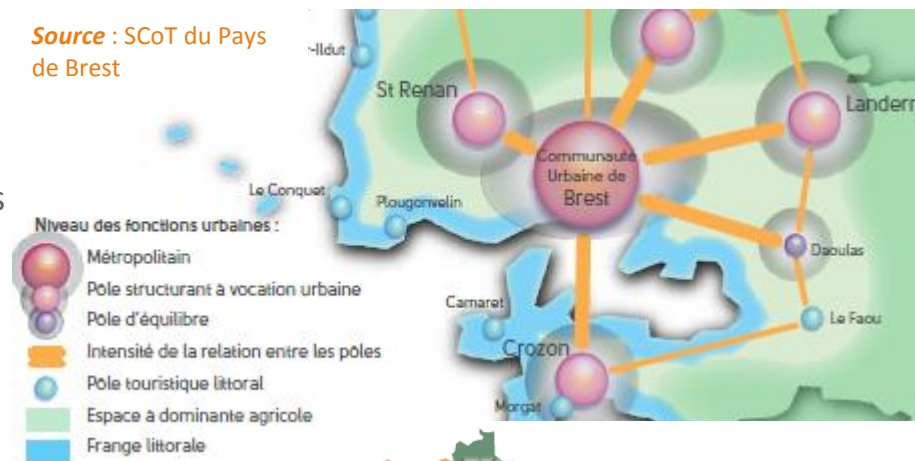 Source : SCoT du Pays
de Brest
-Ildut
St Renan
Landern
Communauté
Urbaine de
Brest
Le Conquet
Plougonvelin
Daoulas
Camaret
Le Faou
Crozon
Morgat
s
Niveau des fonctions urbaines :
Métropolitain
Pôle structurant à vocation urbaine
Pôle d'équilibre
Intensité de la relation entre les pôles
Pôle touristique littoral
Espace à dominante agricole
Frange littorale